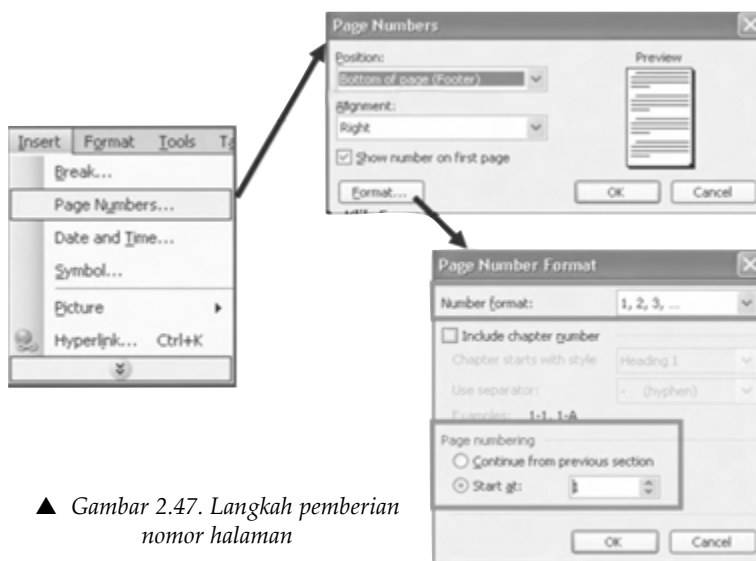 Page Numbers
Position:
Preview
Bottom of page (Footer)
Alignment:
Right
Show number on first page
Format...
OK
Cancel
Insert
Format
Tools
Break...
Page Numbers...
Date and Time...
Symbol...
Picture
Hyperlink...
Ctrl+K
Page Number Format
Number format:
1, 2, 3, ...
Include chapter number
Chapter starts with style
Heading 1
Use separator:
- (hyphen)
Examples: 1-1, 1-A
Page numbering
Continue from previous section
Start at:
OK
Cancel
▲ Gambar 2.47. Langkah pemberian
nomor halaman